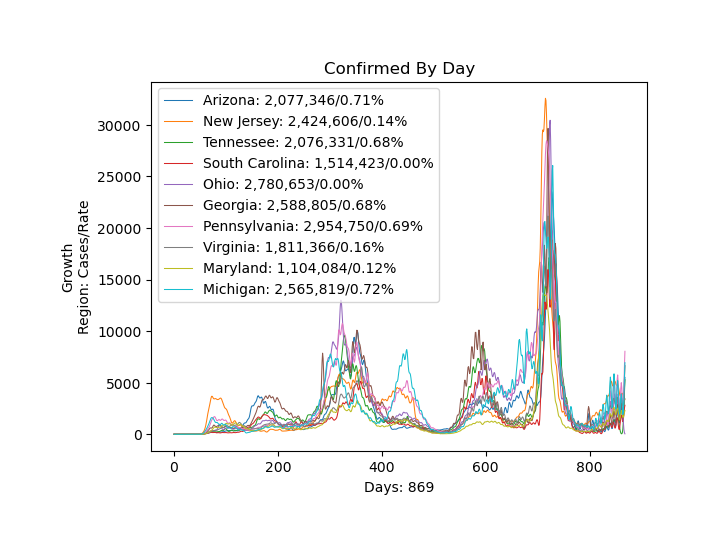 Confirmed By Day
Arizona: 2,077,346/0.71%
New Jersey: 2,424,606/0.14%
Tennessee: 2,076,331/0.68%
South Carolina: 1,514,423/0.00%
Ohio: 2,780,653/0.00%
Georgia: 2,588,805/0.68%
Pennsylvania: 2,954,750/0.69%
Virginia: 1,811,366/0.16%
Maryland: 1,104,084/0.12%
Michigan: 2,565,819/0.72%
30000
25000
20000
15000
10000
5000
0
Growth
Region: Cases/Rate
0 200 400 600 800
Days: 869